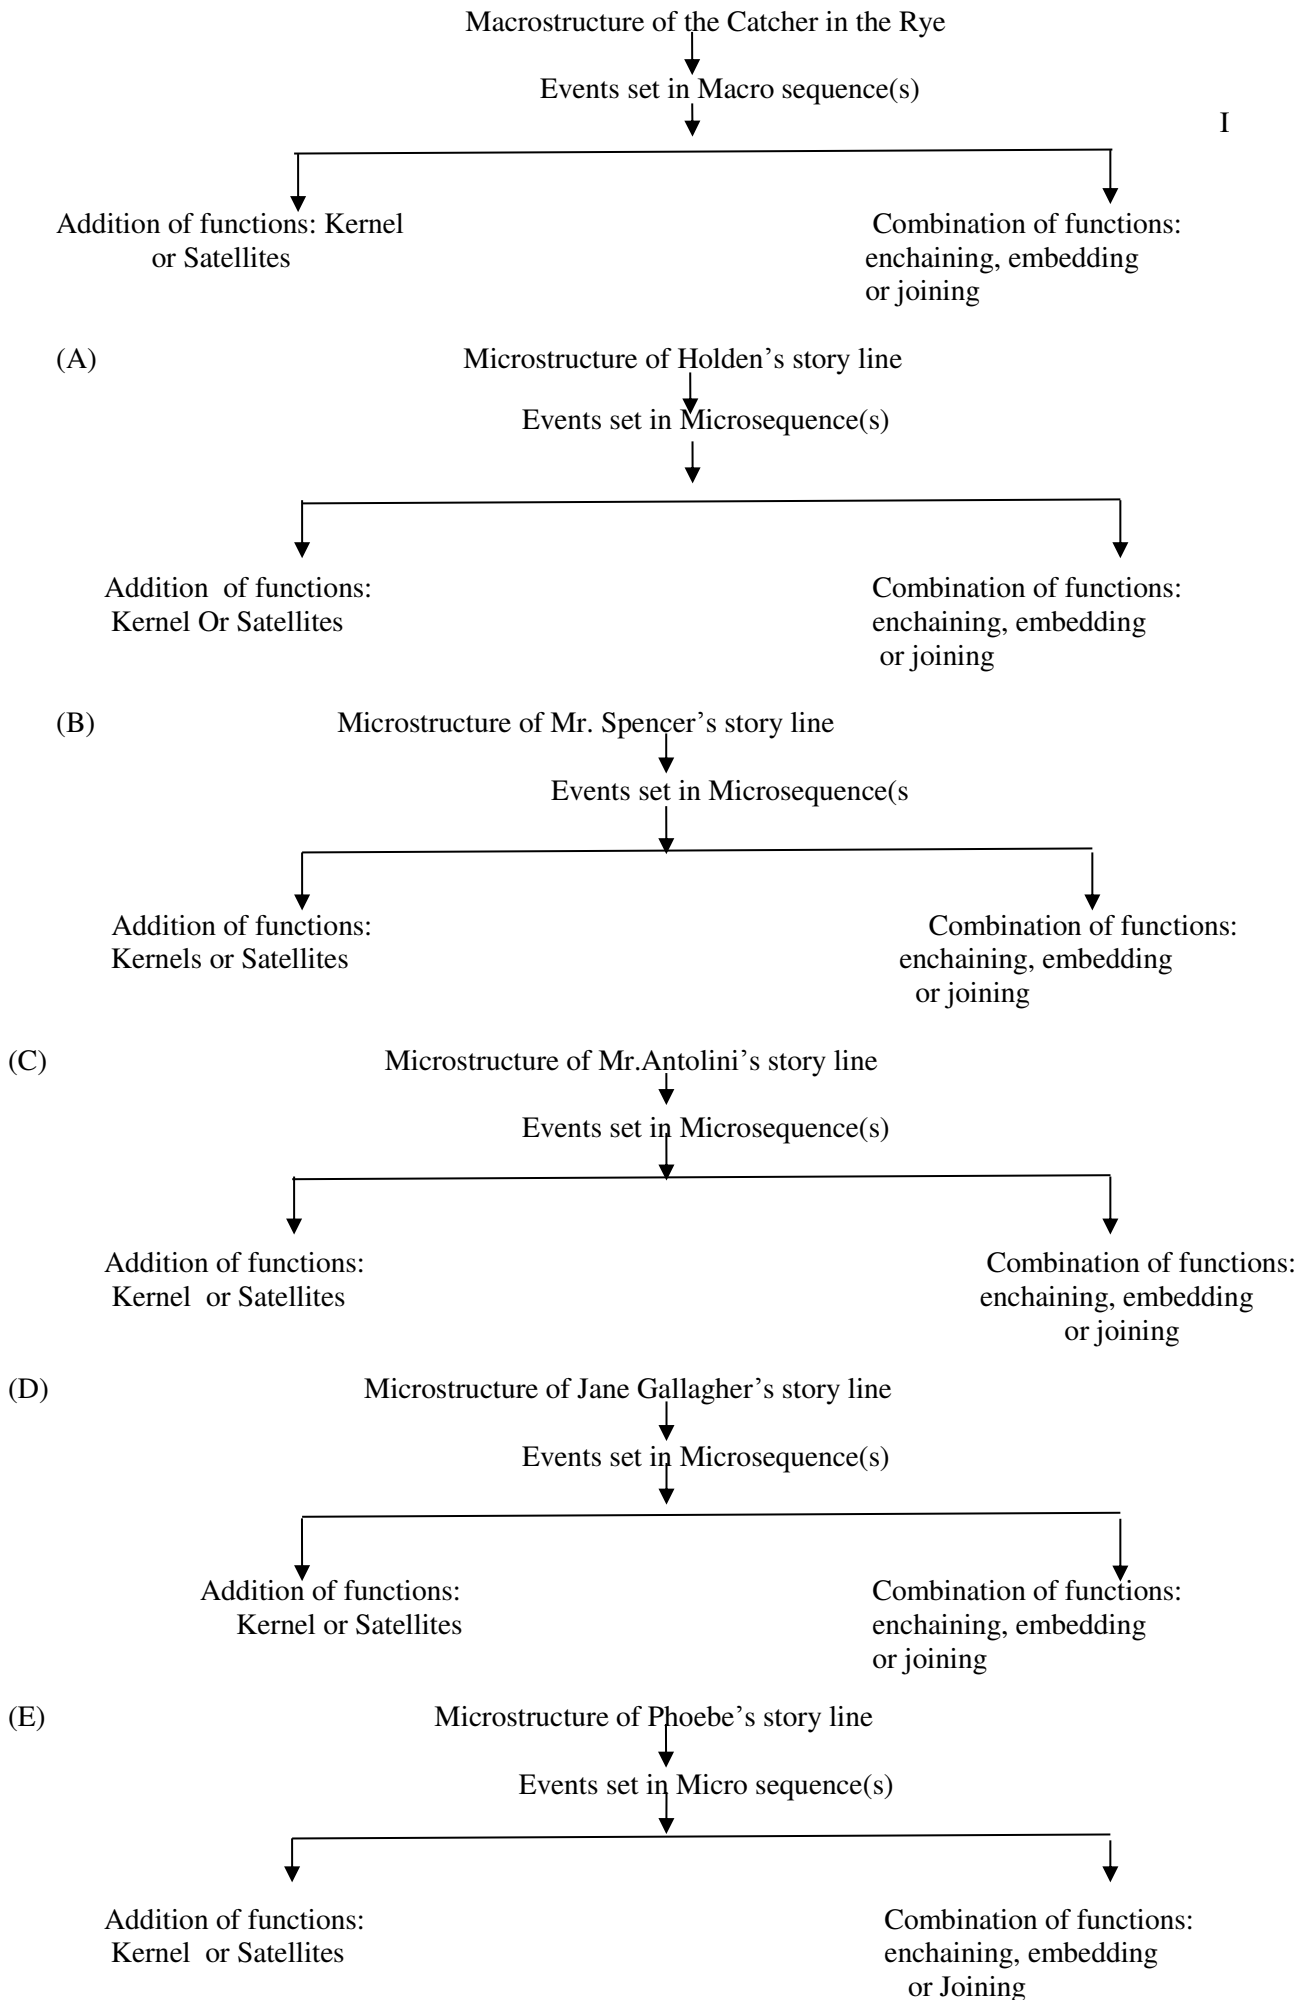 Macrostructure of the Catcher in the Rye
Events set in Macro sequence(s)
I
Addition of functions: Kernel
or Satellites
Combination of functions:
enchaining, embedding
or joining
(A)
Microstructure of Holden’s story line
Events set in Microsequence(s)
Addition of functions:
Kernel Or Satellites
Combination of functions:
enchaining, embedding
or joining
(B)
Microstructure of Mr. Spencer’s story line
Events set in Microsequence(s
Addition of functions:
Kernels or Satellites
Combination of functions:
enchaining, embedding
or joining
(C)
Microstructure of Mr.Antolini’s story line
Events set in Microsequence(s)
Addition of functions:
Kernel or Satellites
Combination of functions:
enchaining, embedding
or joining
(D)
Microstructure of Jane Gallagher’s story line
Events set in Microsequence(s)
Addition of functions:
Kernel or Satellites
Combination of functions:
enchaining, embedding
or joining
(E)
Microstructure of Phoebe’s story line
Events set in Micro sequence(s)
Addition of functions:
Kernel or Satellites
Combination of functions:
enchaining, embedding
or Joining